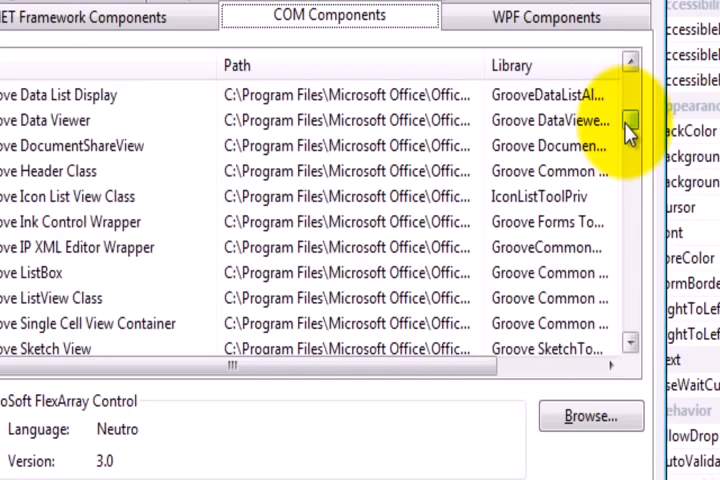 ccessibili
ET Framework Components COM Components WPF Components
ccessible
Path Library
ccessible
ccessible
ove Data List Display C:\Program Files\Microsoft Office\Offic... GrooveDataListAl...
ppearanc
ove Data Viewer C:\Program Files\Microsoft Office\Offic... Groove DataViewe...
ackColor
ove DocumentShareView C:\Program Files\Microsoft Office\Offic... Groove Documen...
ackgroun
ove Header Class C:\Program Files\Microsoft Office\Offic... Groove Common ...
ackgroun
ove Icon List View Class C:\Program Files\Microsoft Office\Offic... IconListToolPriv
ursor
ove Ink Control Wrapper C:\Program Files\Microsoft Office\Offic... Groove Forms To...
ont
ove IP XML Editor Wrapper C:\Program Files\Microsoft Office\Offic... GrooveCommon...
oreColor
ove ListBox C:\Program Files\Microsoft Office\Offic... Groove Common ...
ormBorde
ove ListView Class C:\Program Files\Microsoft Office\Offic... Groove Common ...
ghtToLef
ove Single Cell View Container C:\Program Files\Microsoft Office\Offic... Groove Common ...
ghtToLef
ove Sketch View C:\Program Files\Microsoft Office\Offic... Groove SketchTo...
ext
seWaitCu
oSoft FlexArray Control
ehavior
Browse...
Language: Neutro
llowDrop
Version: 3.0
utoValida